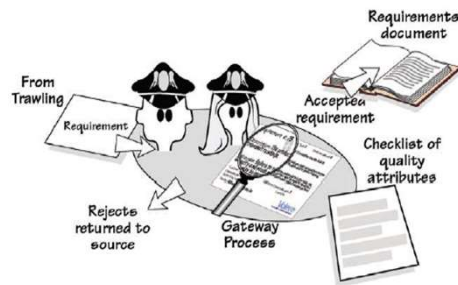 Requirements
document
From
Trawling
Requirement
Accepted
requirement
Checklist of
quality
attributes
Rejects
returned to
source
Gateway
Process